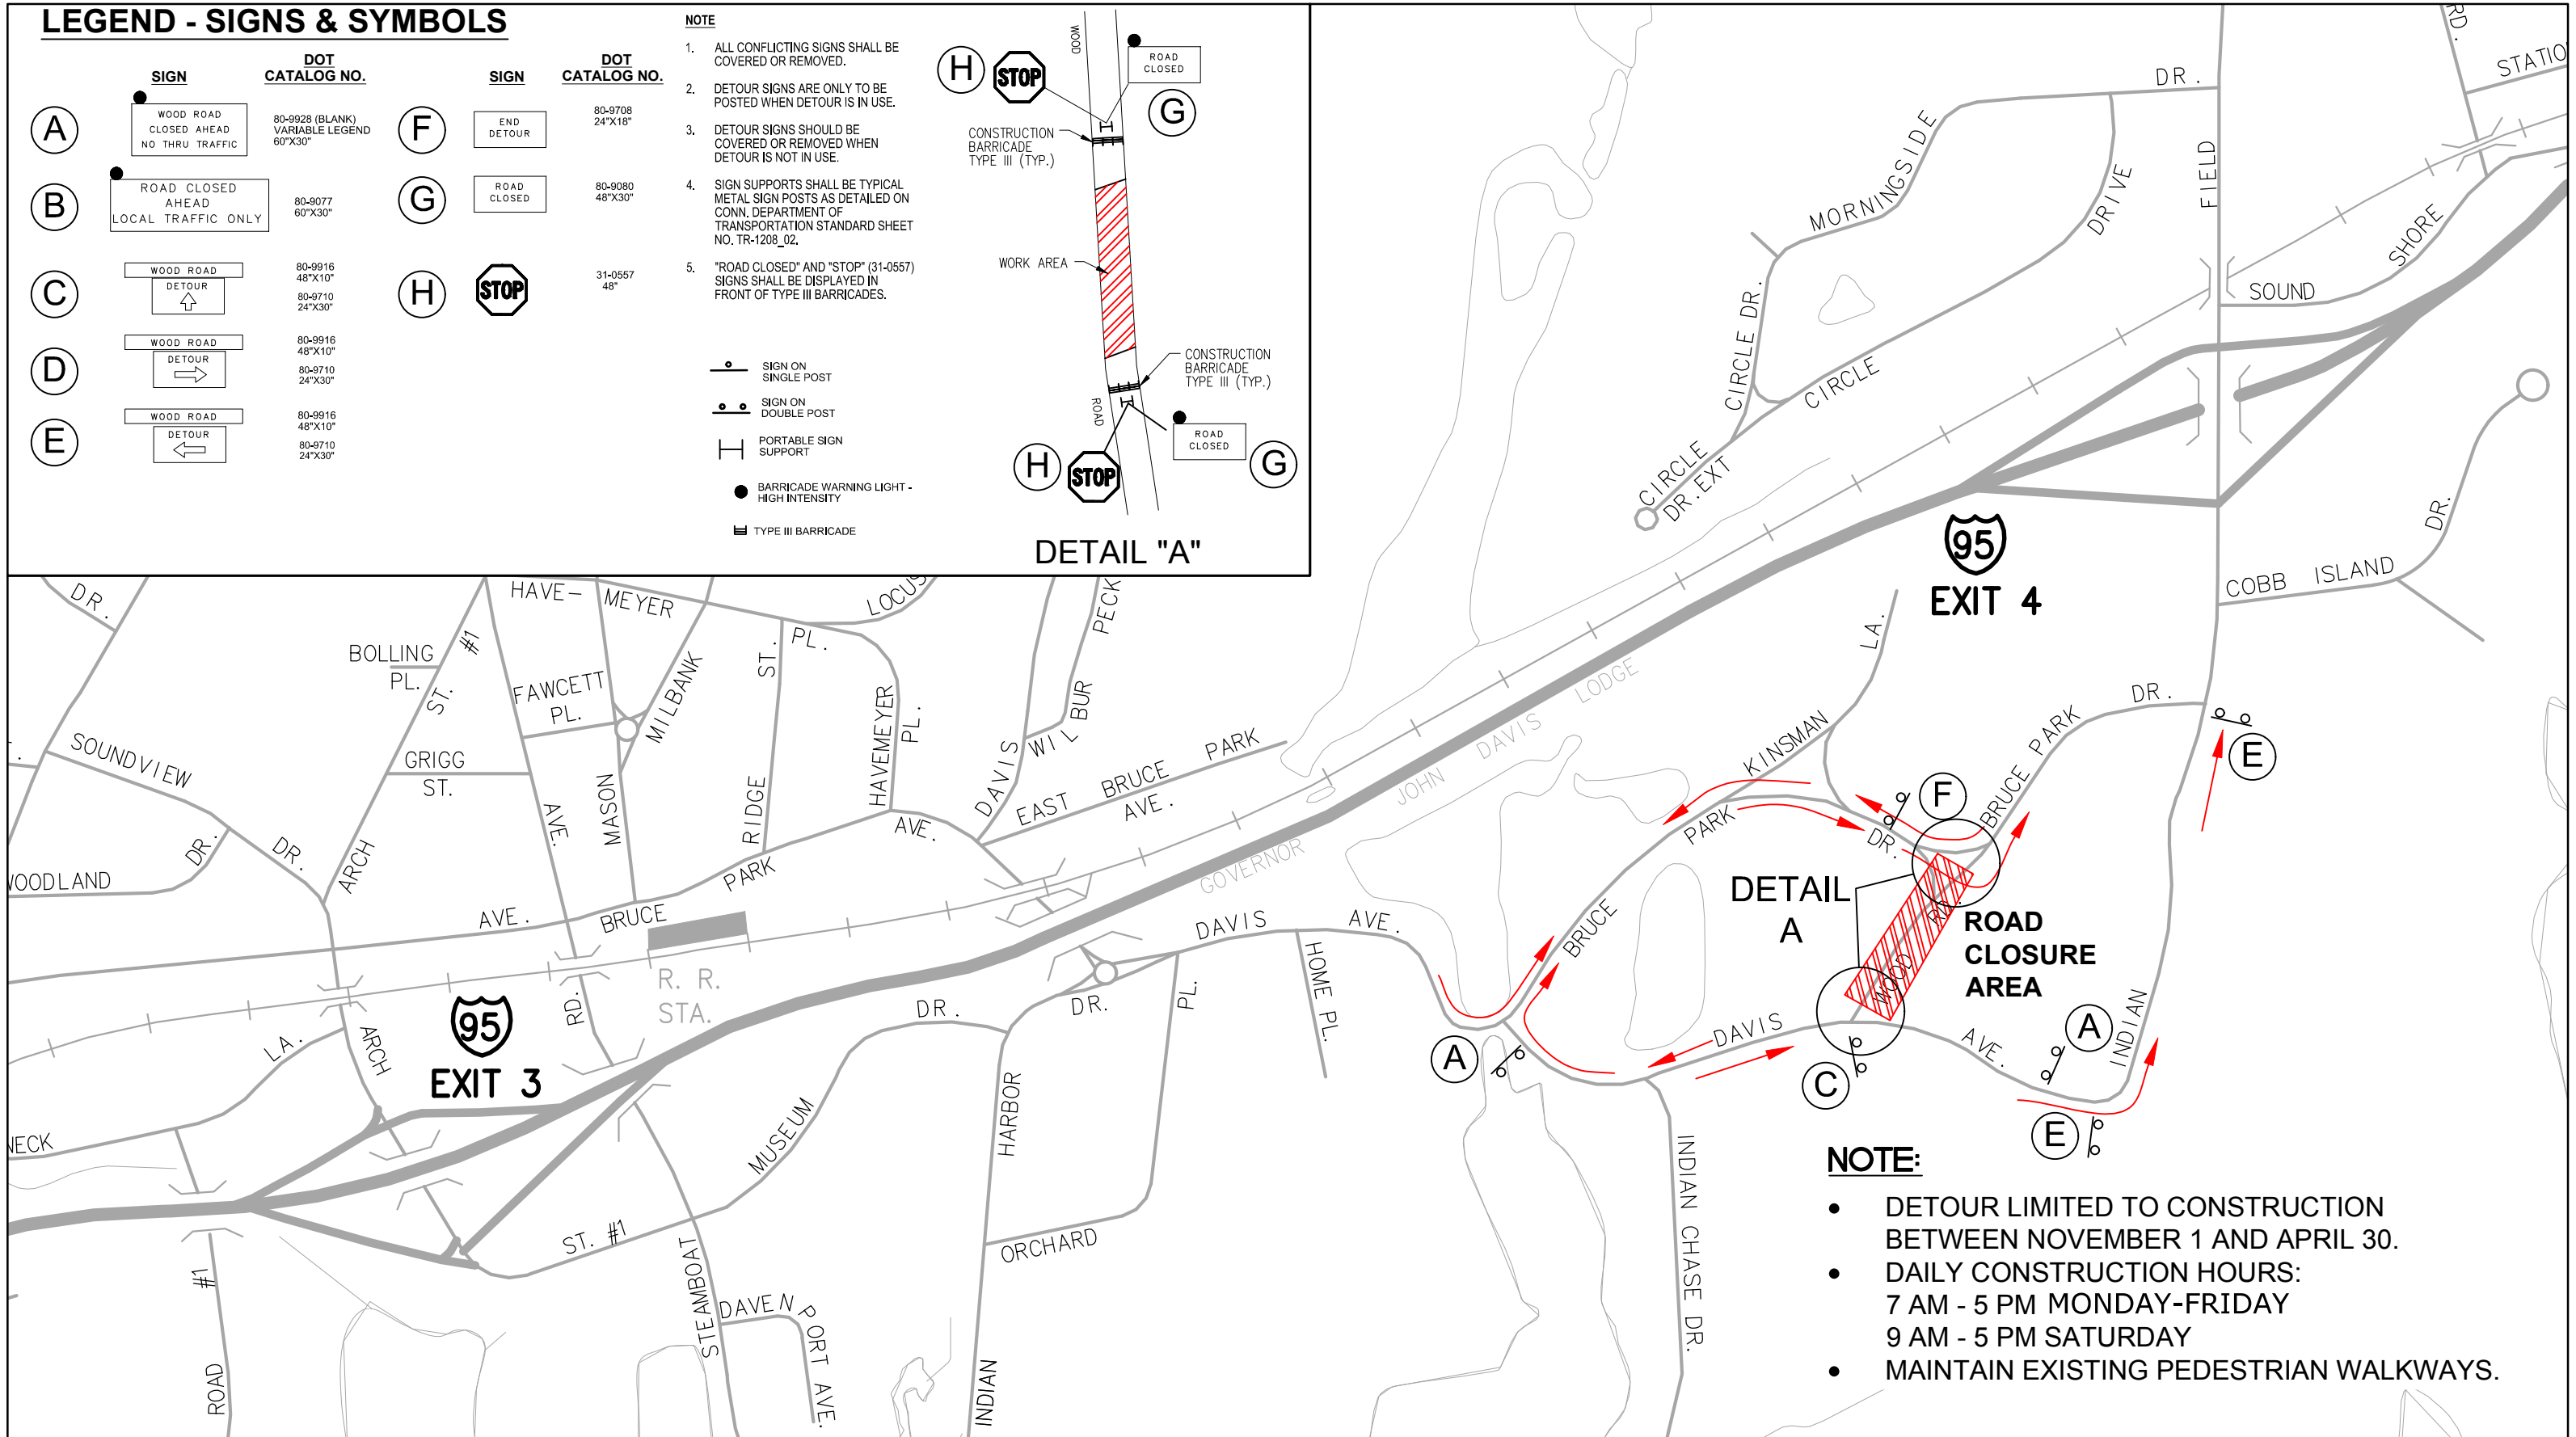 LEGEND - SIGNS & SYMBOLS
SIGN
DOT
CATALOG NO.
A
WOOD ROAD
CLOSED AHEAD
NO THRU TRAFFIC
80-9928 (BLANK)
VARIABLE LEGEND
60"X30"
B
ROAD CLOSED
AHEAD
LOCAL TRAFFIC ONLY
80-9077
60"X30"
C
WOOD ROAD
DETOUR
80-9916
48"X10"
80-9710
24"X30"
D
WOOD ROAD
DETOUR
80-9916
48"X10"
80-9710
24"X30"
E
WOOD ROAD
DETOUR
80-9916
48"X10"
80-9710
24"X30"
SIGN
DOT
CATALOG NO.
F
END
DETOUR
80-9708
24"X18"
G
ROAD
CLOSED
80-9080
48"X30"
H
STOP
31-0557
48"
NOTE
1. ALL CONFLICTING SIGNS SHALL BE
COVERED OR REMOVED.
2. DETOUR SIGNS ARE ONLY TO BE
POSTED WHEN DETOUR IS IN USE.
3. DETOUR SIGNS SHOULD BE
COVERED OR REMOVED WHEN
DETOUR IS NOT IN USE.
4. SIGN SUPPORTS SHALL BE TYPICAL
METAL SIGN POSTS AS DETAILED ON
CONN. DEPARTMENT OF
TRANSPORTATION STANDARD SHEET
NO. TR-1208_02.
5. "ROAD CLOSED" AND "STOP" (31-0557)
SIGNS SHALL BE DISPLAYED IN
FRONT OF TYPE III BARRICADES.
SIGN ON
SINGLE POST
SIGN ON
DOUBLE POST
PORTABLE SIGN
SUPPORT
BARRICADE WARNING LIGHT -
HIGH INTENSITY
TYPE III BARRICADE
WOOD
H
STOP
ROAD
CLOSED
G
CONSTRUCTION
BARRICADE
TYPE III (TYP.)
WORK AREA
CONSTRUCTION
BARRICADE
TYPE III (TYP.)
ROAD
H
STOP
ROAD
CLOSED
G
DETAIL "A"
RD.
STATIO
DR.
MORNINGSIDE
DRIVE
FIELD
SHORE
SOUND
CIRCLE DR.
CIRCLE
CIRCLE
DR. EXT
95
EXIT 4
DR.
COBB ISLAND
DR.
HAVE-
MEYER
LOCUS
PECK
BOLLING
PL.
#1
ST.
FAWCETT
PL.
MILBANK
ST.
PL.
HAVEMEYER
PL.
WILBUR
DAVIS
SOUNDVIEW
DR.
GRIGG
ST.
AVE.
MASON
RIDGE
EAST BRUCE PARK
AVE.
AVE.
DR.
WOODLAND
ARCH
PARK
AVE.
BRUCE
GOVERNOR
JOHN DAVIS LODGE
LA.
KINSMAN
PARK
BRUCE
DR.
BRUCE PARK
DR.
F
E
DETAIL
A
ROAD
CLOSURE
AREA
WOOD
RD.
DAVIS
AVE.
HOME PL.
A
DAVIS
AVE.
C
A
E
INDIAN
R. R.
STA.
RD.
95
EXIT 3
LA.
ARCH
NECK
DR.
DR.
PL.
MUSEUM
HARBOR
INDIAN
ST. #1
ORCHARD
STEAMBOAT
DAVENPORT AVE.
#1
ROAD
INDIAN CHASE DR.
NOTE:
• DETOUR LIMITED TO CONSTRUCTION
BETWEEN NOVEMBER 1 AND APRIL 30.
• DAILY CONSTRUCTION HOURS:
7 AM - 5 PM MONDAY-FRIDAY
9 AM - 5 PM SATURDAY
• MAINTAIN EXISTING PEDESTRIAN WALKWAYS.